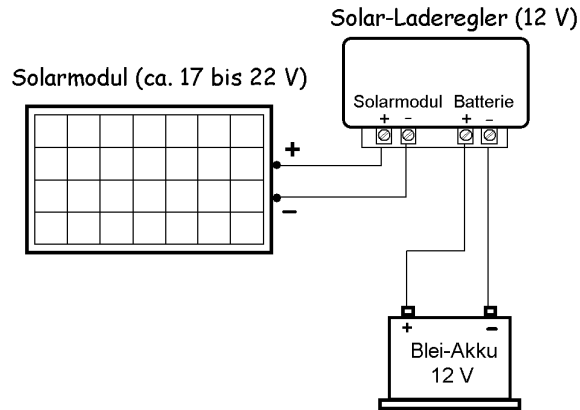 Solar-Laderegler (12 V)
Solarmodul (ca. 17 bis 22 V)
Solarmodul Batterie
+ − + −
+
−
+ −
Blei-Akku
12 V